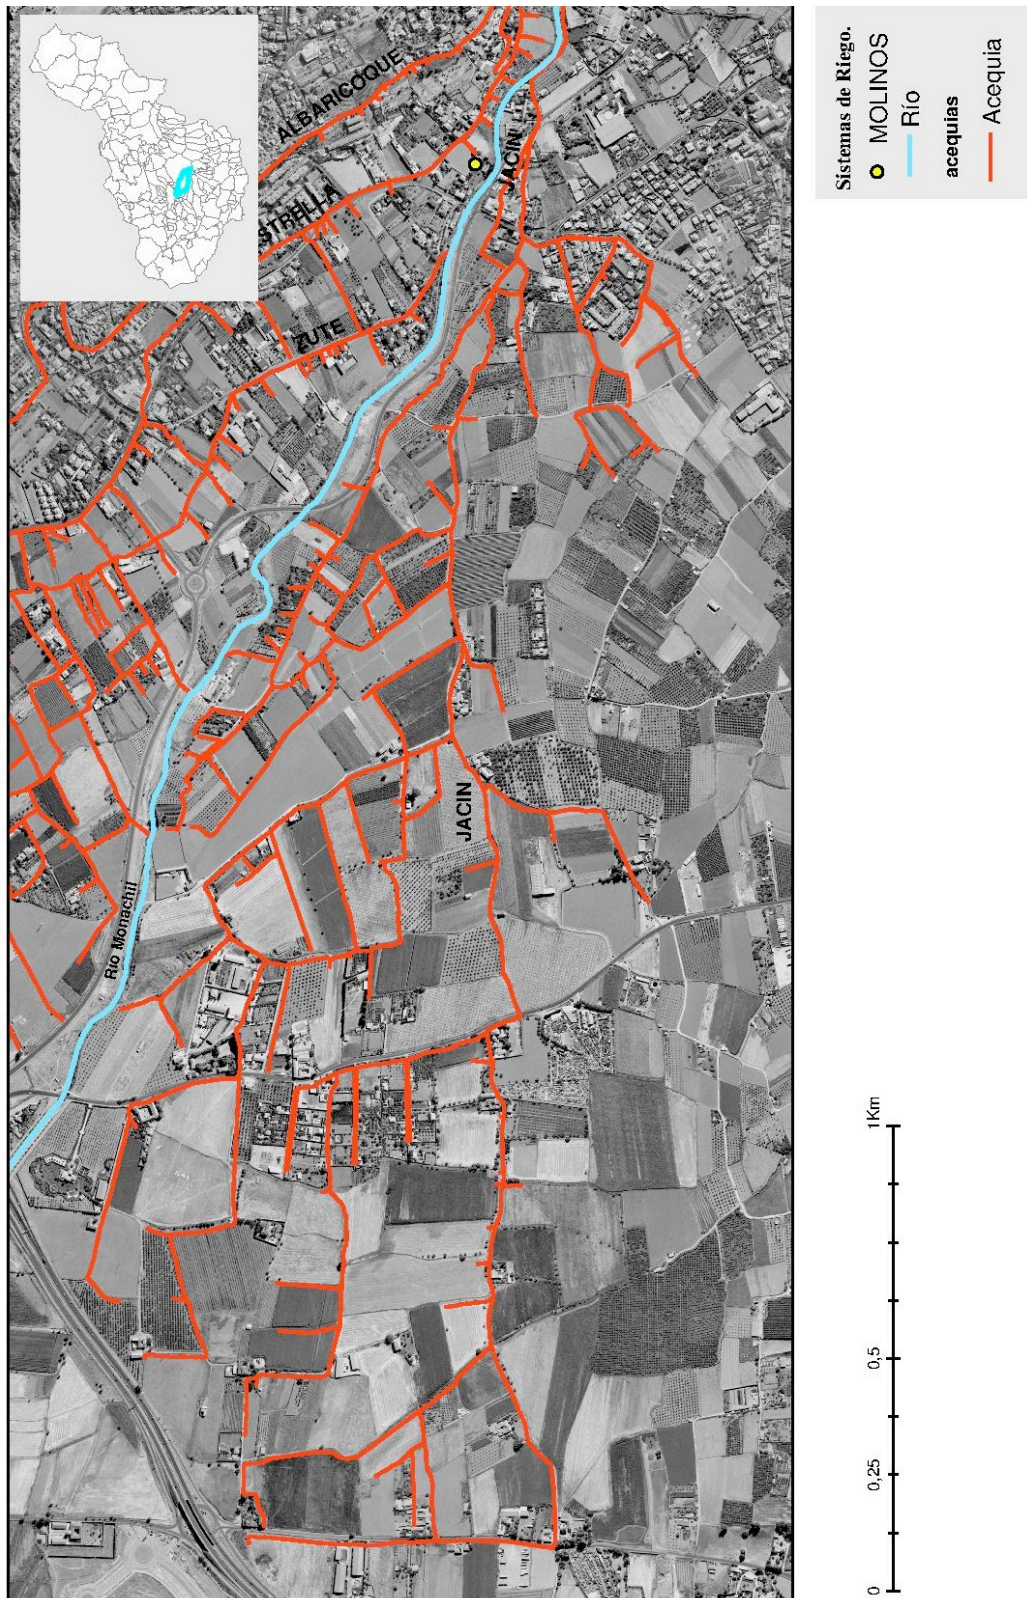 ALBARICOQUE
STRELLA
ZUTE
JACIN
JACIN
Río Monachil
Sistemas de Riego.
MOLINOS
Río
acequias
Acequia
0
0,25
0,5
1Km